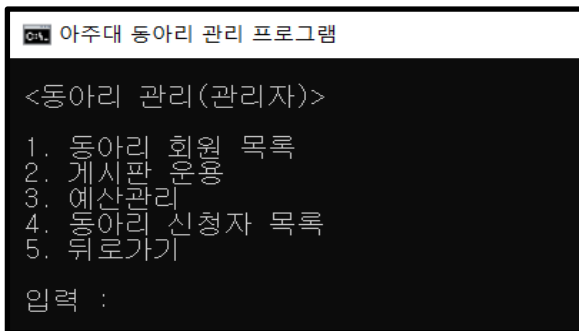 아주대 동아리 관리 프로그램
<동아리 관리(관리자)>
1. 동아리 회원 목록
2. 게시판 운용
3. 예산관리
4. 동아리 신청자 목록
5. 뒤로가기
입력 :